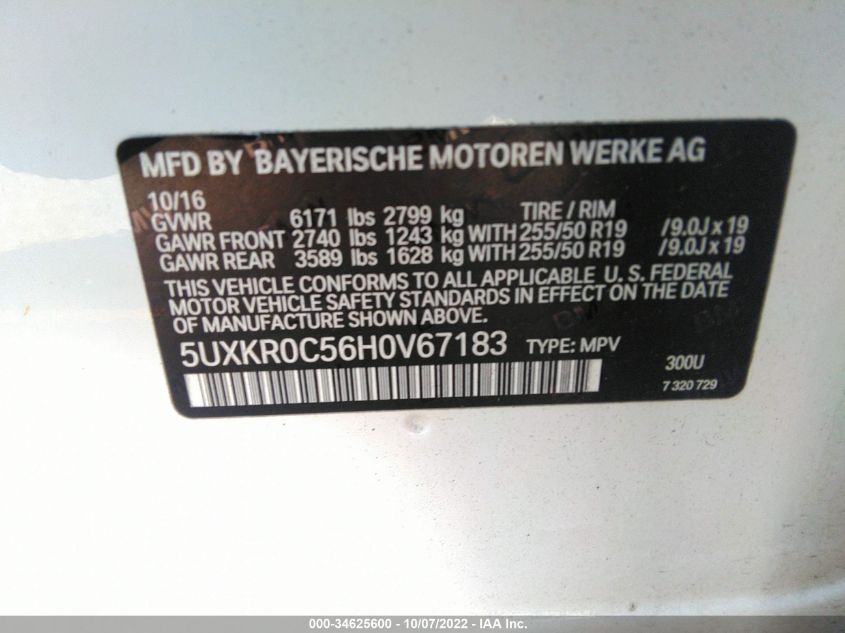 MFD BY BAYERISCHE MOTOREN WERKE AG
10/16
GVWR 6171 lbs 2799 kg TIRE / RIM
GAWR FRONT 2740 lbs 1243 kg WITH 255/50 R19 /9.0J x 19
GAWR REAR 3589 lbs 1628 kg WITH 255/50 R19 /9.0J x 19
THIS VEHICLE CONFORMS TO ALL APPLICABLE U.S. FEDERAL
MOTOR VEHICLE SAFETY STANDARDS IN EFFECT ON THE DATE
OF MANUFACTURE SHOWN ABOVE.
5UXKR0C56H0V67183 TYPE: MPV
300U
7 320 729
000-34625600 - 10/07/2022 - IAA Inc.